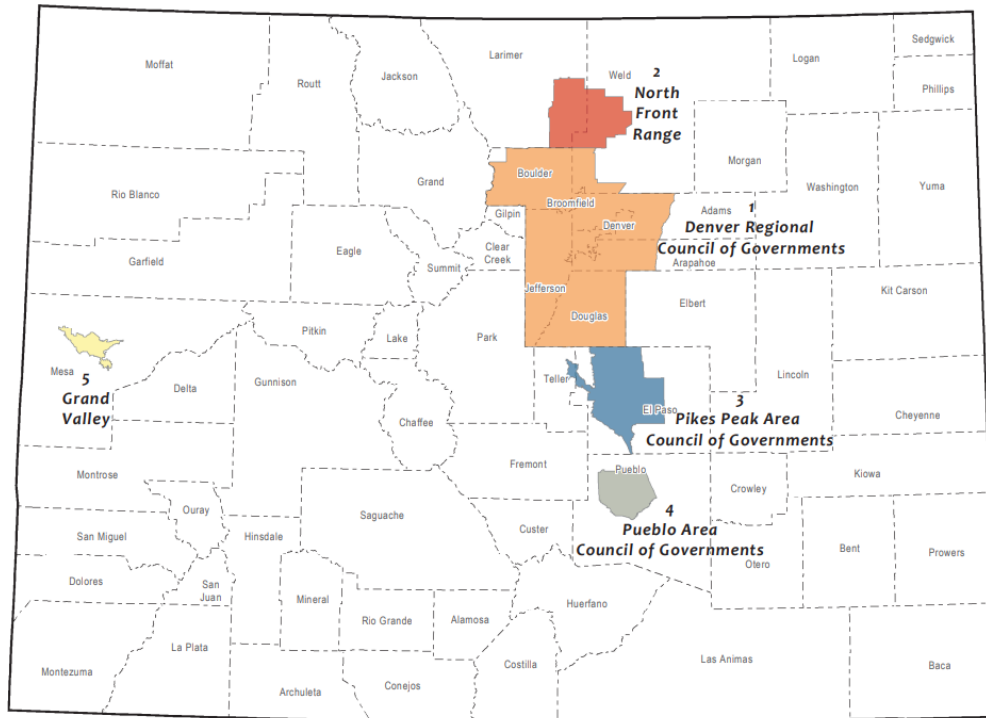 Sedgwick
Larimer
Logan
Moffat
Weld
2
Jackson
Routt
Phillips
North
Front
Range
Morgan
Boulder
Grand
Washington
Yuma
Rio Blanco
Broomfield
Adams
1
Gilpin
Denver
Denver Regional
Council of Governments
Eagle
Clear
Creek
Garfield
Summit
Arapahoe
Jefferson
Kit Carson
Elbert
Douglas
Pitkin
Lake
Park
Mesa
5
Grand
Valley
Delta
Gunnison
Teller
Lincoln
3
El Paso
Pikes Peak Area
Council of Governments
Cheyenne
Chaffee
Fremont
Pueblo
Montrose
Kiowa
Crowley
Ouray
Saguache
4
Pueblo Area
Council of Governments
Custer
San Miguel
Hinsdale
Bent
Prowers
Otero
Dolores
San
Juan
Mineral
Huerfano
Rio Grande
Alamosa
La Plata
Costilla
Las Animas
Montezuma
Baca
Conejos
Archuleta